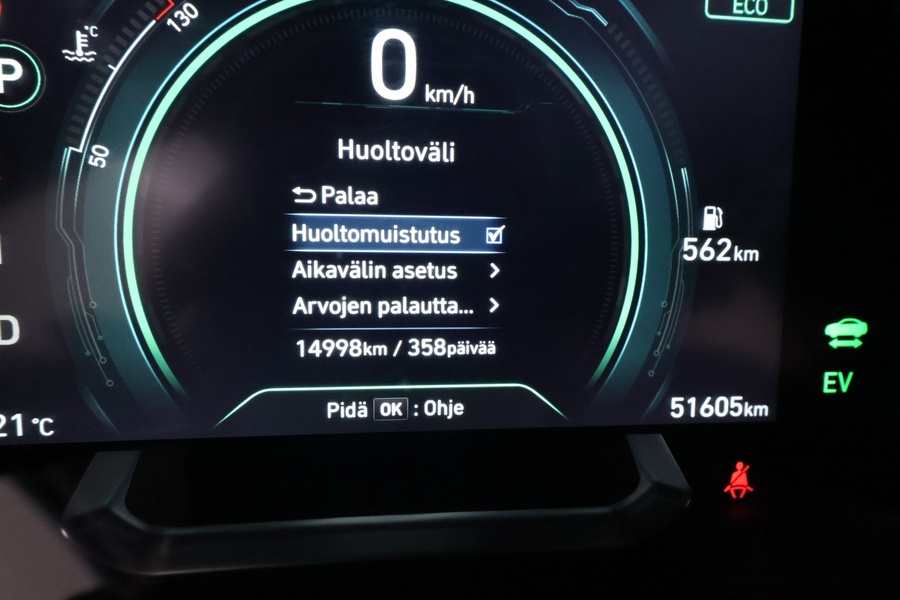 ECO
130
°C
P
0 km/h
50
Huoltoväli
Palaa
Huoltomuistutus
Aikavälin asetus
Arvojen palautta...
14998km / 358päivää
Pidä OK : Ohje
562km
D
21 °C
51605km
EV